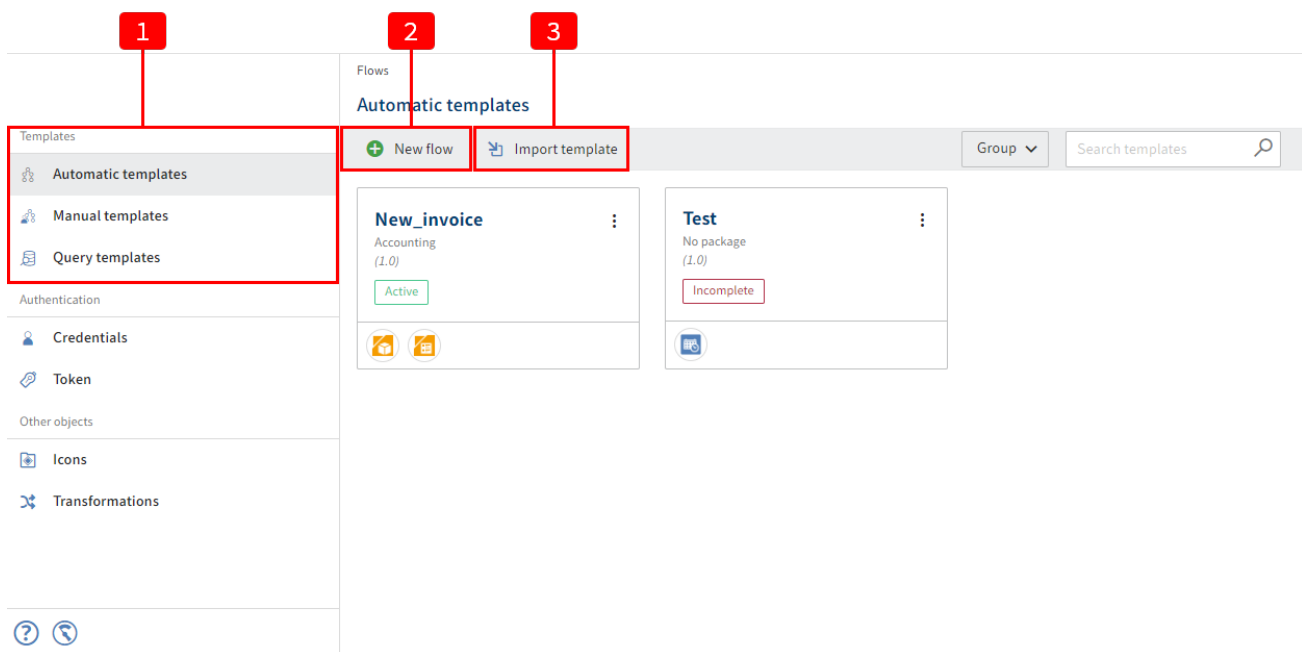 1
2
3
Flows
Automatic templates
Templates
Automatic templates
Manual templates
Query templates
Authentication
Credentials
Token
Other objects
Icons
Transformations
New flow
Import template
Group
Search templates
New_invoice
Accounting
(1.0)
Active
Test
No package
(1.0)
Incomplete
?